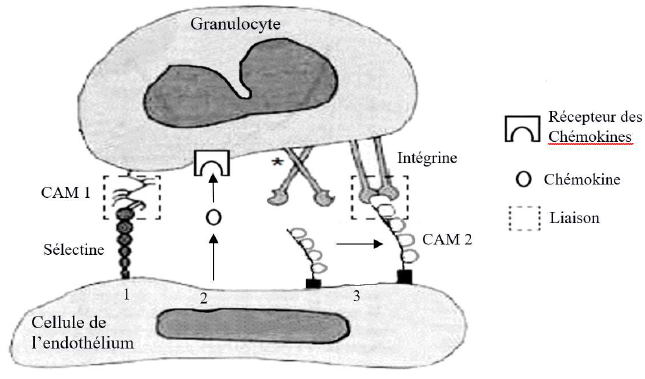 Granulocyte
Récepteur des
Chémokines
*
Intégrine
CAM 1
Chémokine
Liaison
Sélectine
CAM 2
1
2
3
Cellule de
l'endothélium